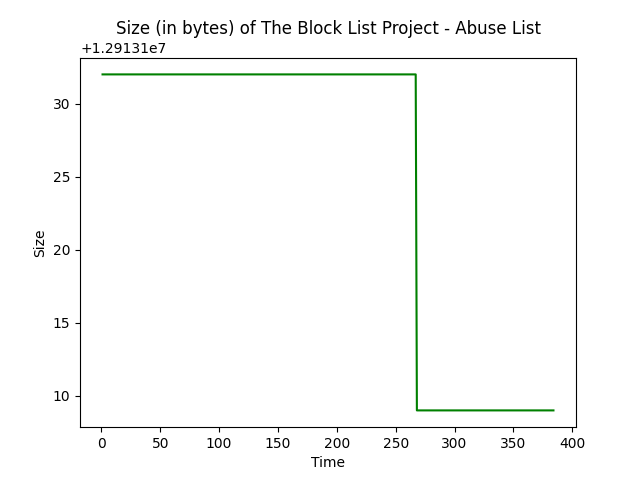 Size (in bytes) of The Block List Project - Abuse List
+1.29131e7
30
25
20
15
10
Size
0 50 100 150 200 250 300 350 400
Time